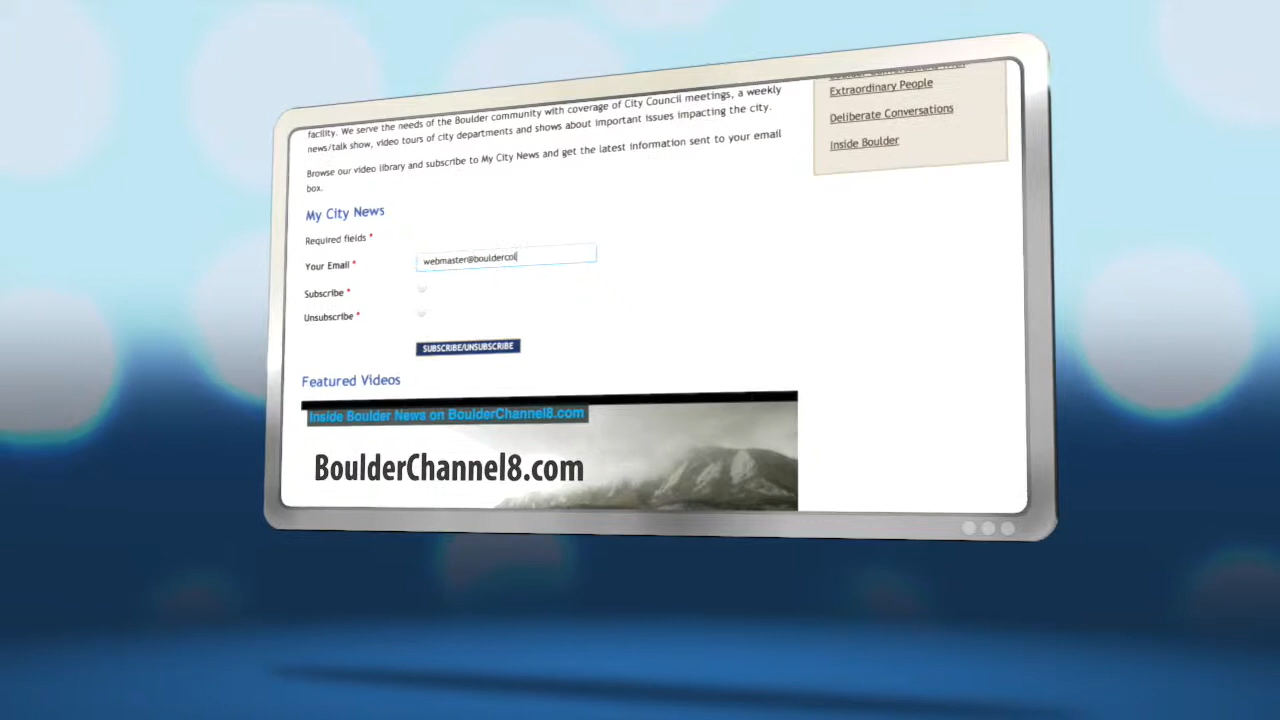 facility. We serve the needs of the Boulder community with coverage of City Council meetings, a weekly
news/talk show, video tours of city departments and shows about important issues impacting the city.
Browse our video library and subscribe to My City News and get the latest information sent to your email
box.
My City News
Required fields *
Your Email *
webmaster@bouldercol
Subscribe *
Unsubscribe *
SUBSCRIBE/UNSUBSCRIBE
Featured Videos
Inside Boulder News on BoulderChannel8.com
BoulderChannel8.com
Extraordinary People
Deliberate Conversations
Inside Boulder